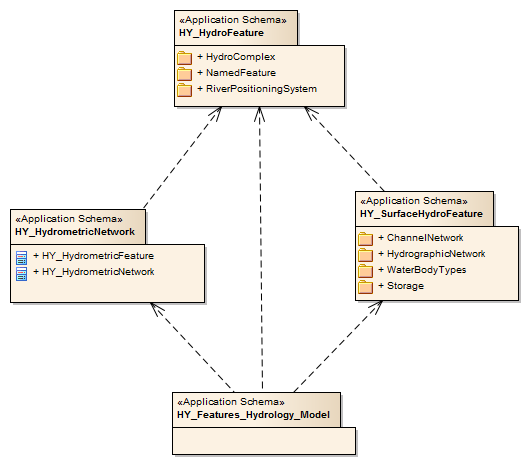 «Application Schema»
HY_HydroFeature
+ HydroComplex
+ NamedFeature
+ RiverPositioningSystem
«Application Schema»
HY_HydrometricNetwork
+ HY_HydrometricFeature
+ HY_HydrometricNetwork
«Application Schema»
HY_SurfaceHydroFeature
+ ChannelNetwork
+ HydrographicNetwork
+ WaterBodyTypes
+ Storage
«Application Schema»
HY_Features_Hydrology_Model